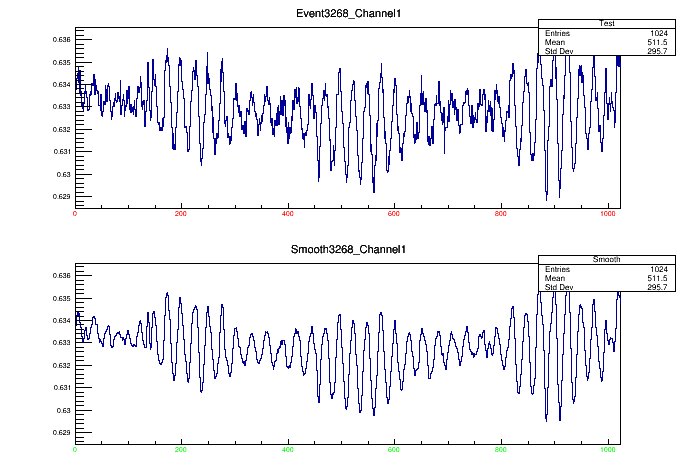 Event3268_Channel1
Test
Entries 1024
Mean 511.5
Std Dev 295.7
0.636
0.635
0.634
0.633
0.632
0.631
0.63
0.629
0 200 400 600 800 1000
Smooth3268_Channel1
Smooth
Entries 1024
Mean 511.5
Std Dev 295.7
0.636
0.635
0.634
0.633
0.632
0.631
0.63
0.629
0 200 400 600 800 1000